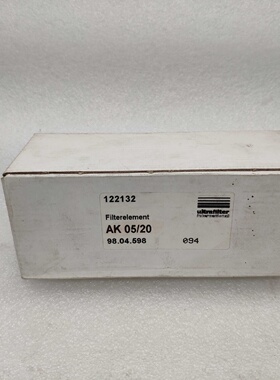 122132
ultrafilter
international
Filterelement
AK 05/20
98.04.598 094